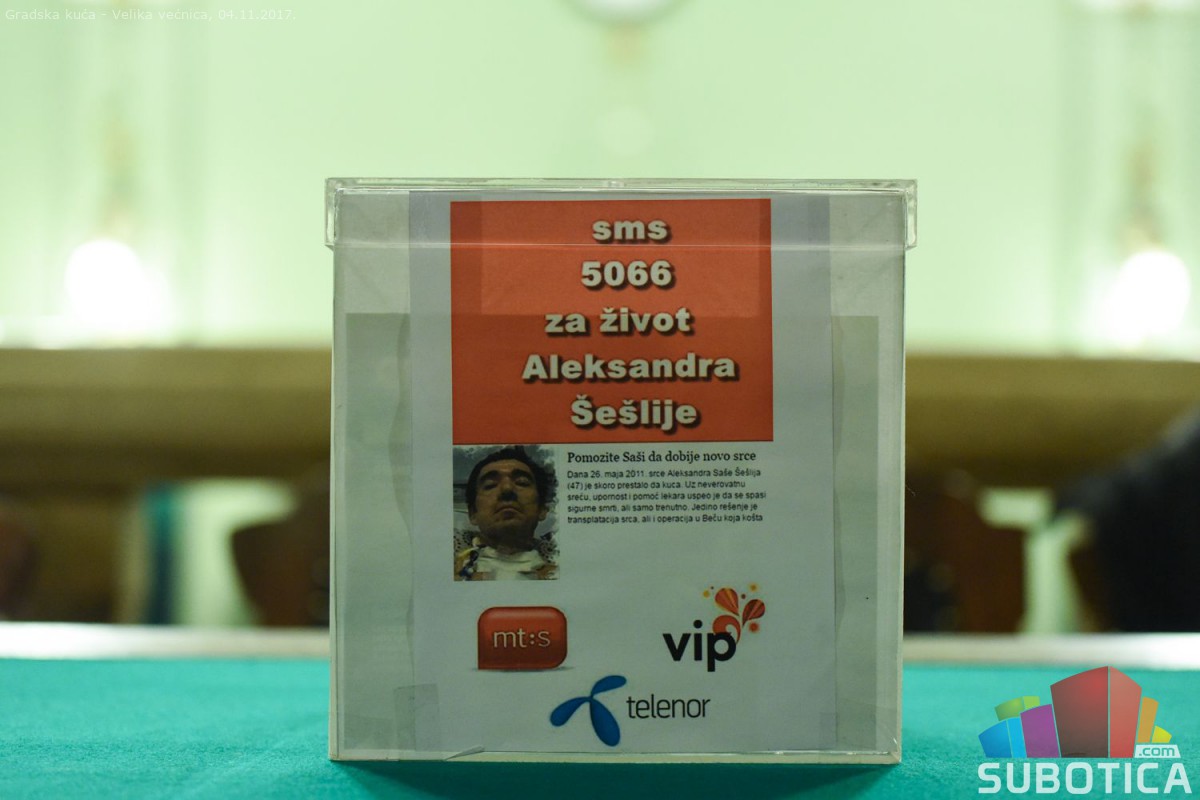 Gradska kuća - Velika većnica, 04.11.2017.
sms
5066
za život
Aleksandra
Šešlije
Pomozite Saši da dobije novo srce
Dana 26. maja 2011. srce Aleksandra Saše Šešlija
(47) je skoro prestalo da kuca. Uz neverovatnu
sreću, upornost i pomoć lekara uspeo je da se spasi
sigurne smrti, ali samo trenutno. Jedino rešenje je
transplatacija srca, ali i operacija u Beču koja košta
mt:s
vip
telenor
.com
SUBOTICA